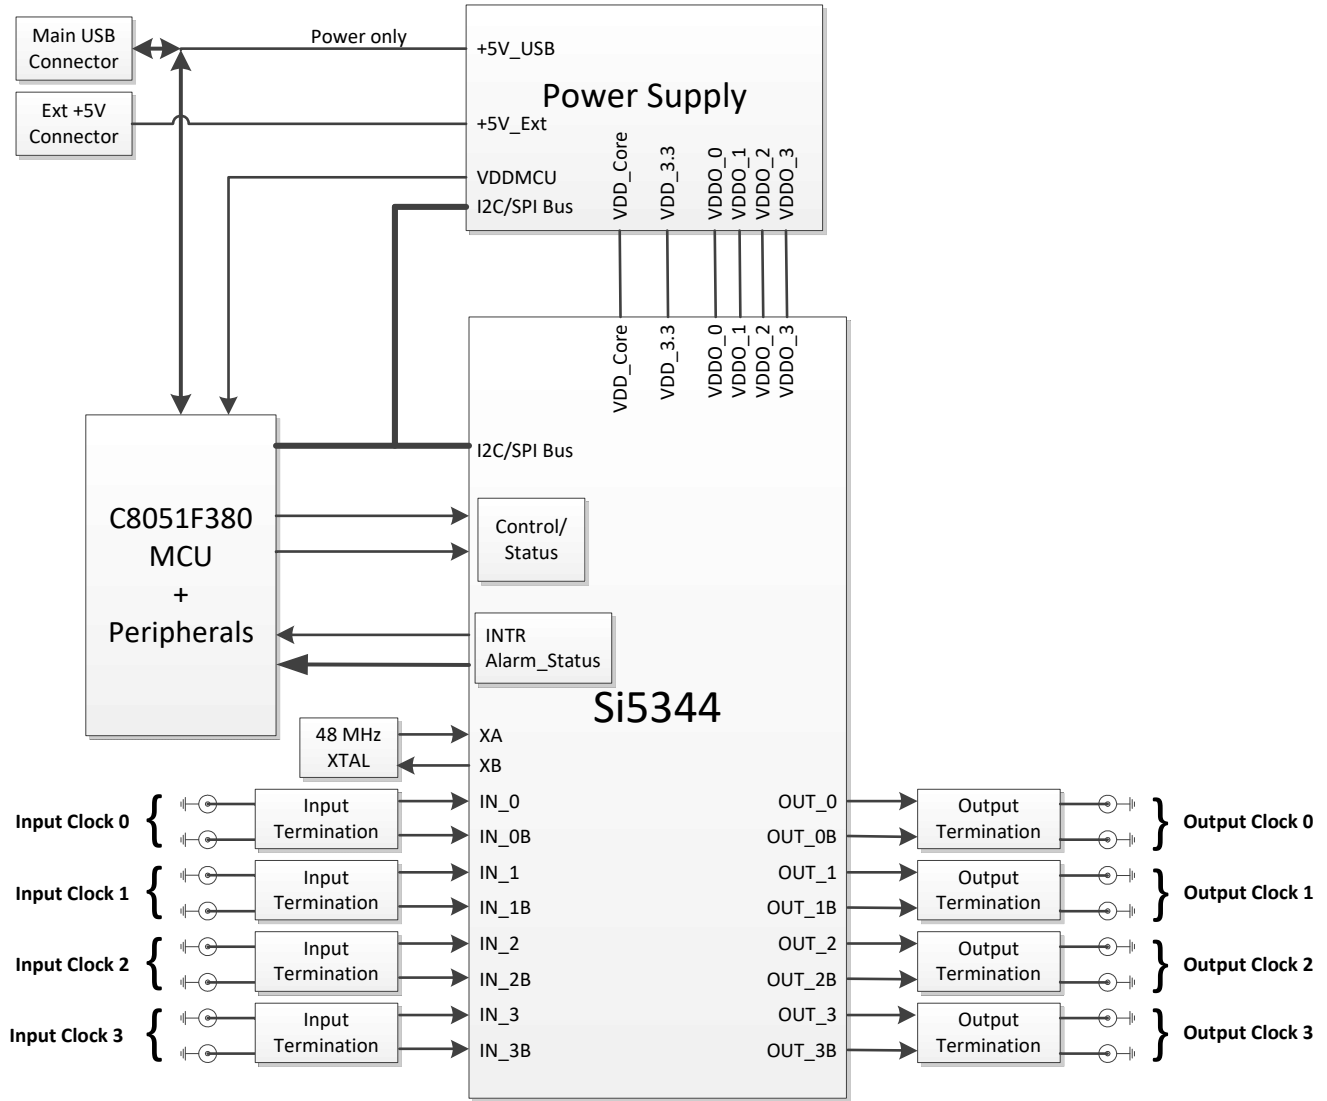 Main USB
Connector
Power only
+5V_USB
Power Supply
Ext +5V
Connector
+5V_Ext
VDDMCU
I2C/SPI Bus
VDD_Core
VDD_3.3
VDDO_0
VDDO_1
VDDO_2
VDDO_3
VDD_Core
VDD_3.3
VDDO_0
VDDO_1
VDDO_2
VDDO_3
I2C/SPI Bus
C8051F380
MCU
+
Peripherals
Control/
Status
INTR
Alarm_Status
Si5344
48 MHz
XTAL
XA
XB
Input Clock 0
Input
Termination
IN_0
IN_0B
OUT_0
OUT_0B
Output
Termination
Output Clock 0
Input Clock 1
Input
Termination
IN_1
IN_1B
OUT_1
OUT_1B
Output
Termination
Output Clock 1
Input Clock 2
Input
Termination
IN_2
IN_2B
OUT_2
OUT_2B
Output
Termination
Output Clock 2
Input Clock 3
Input
Termination
IN_3
IN_3B
OUT_3
OUT_3B
Output
Termination
Output Clock 3